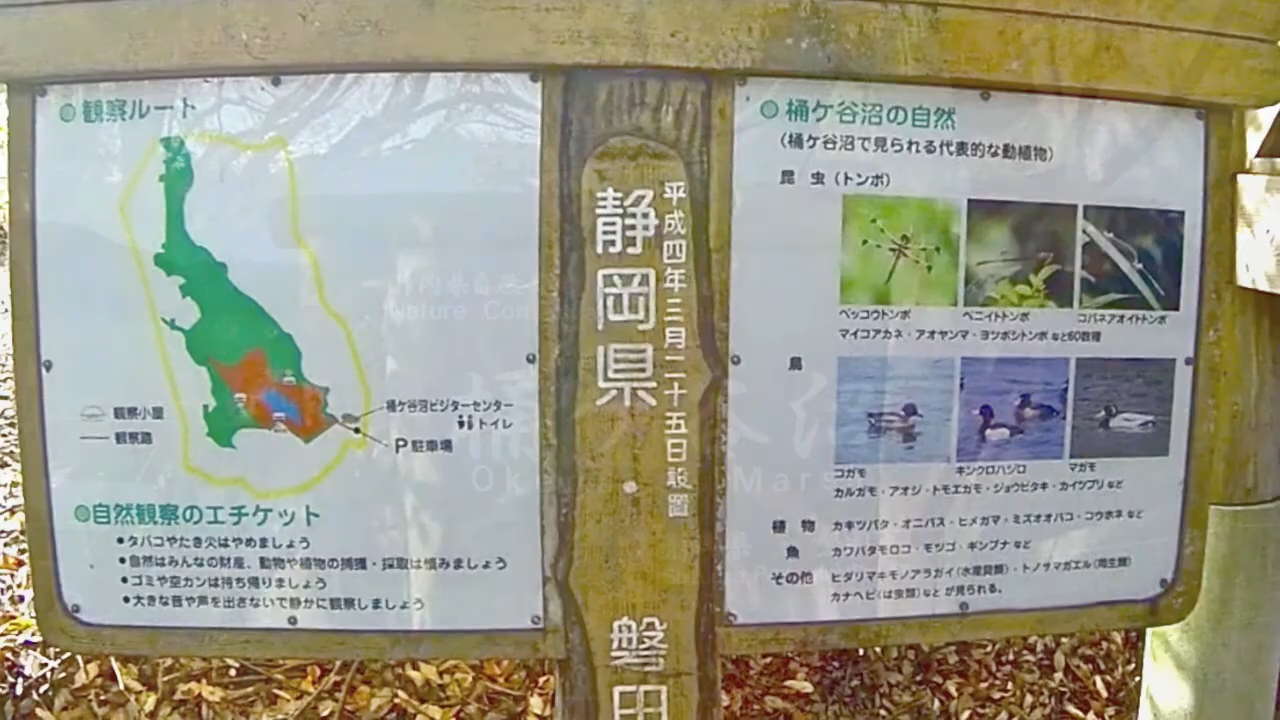 観察ルート
観察小屋
観察路
桶ケ谷沼ビジターセンター
トイレ
P 駐車場
自然観察のエチケット
●タバコやたき火はやめましょう
●自然はみんなの財産、動物や植物の捕獲・採取は慎みましょう
●ゴミや空カンは持ち帰りましょう
●大きな音や声を出さないで静かに観察しましょう
平成四年三月二十五日設置
静岡県・磐田
桶ケ谷沼の自然
(桶ケ谷沼で見られる代表的な動植物)
昆 虫(トンボ)
ベッコウトンボ
ベニイトトンボ
コバネアオイトトンボ
マイコアカネ・アオヤンマ・ヨツボシトンボ など60数種
鳥
コガモ
キンクロハジロ
マガモ
カルガモ・アオジ・トモエガモ・ジョウビタキ・カイツブリ など
植 物 カキツバタ・オニバス・ヒメガマ・ミズオオバコ・コウホネ など
魚 カワバタモロコ・モツゴ・ギンブナ など
その他 ヒダリマキモノアラガイ(水産貝類)・トノサマガエル(両生類)
カナヘビ(は虫類)など が見られる。